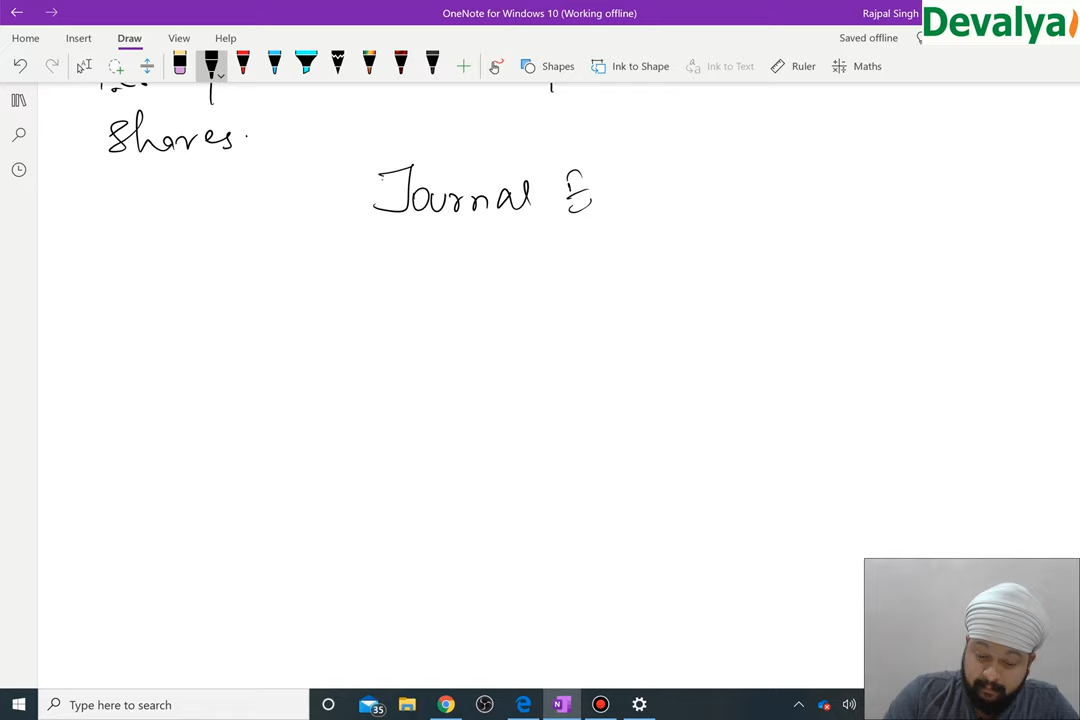 OneNote for Windows 10 (Working offline)
Rajpal Singh
Devalya
Home Insert Draw View Help
Saved offline
Shapes Ink to Shape Ink to Text Ruler Maths
Shares.
Journal E
Type here to search
35